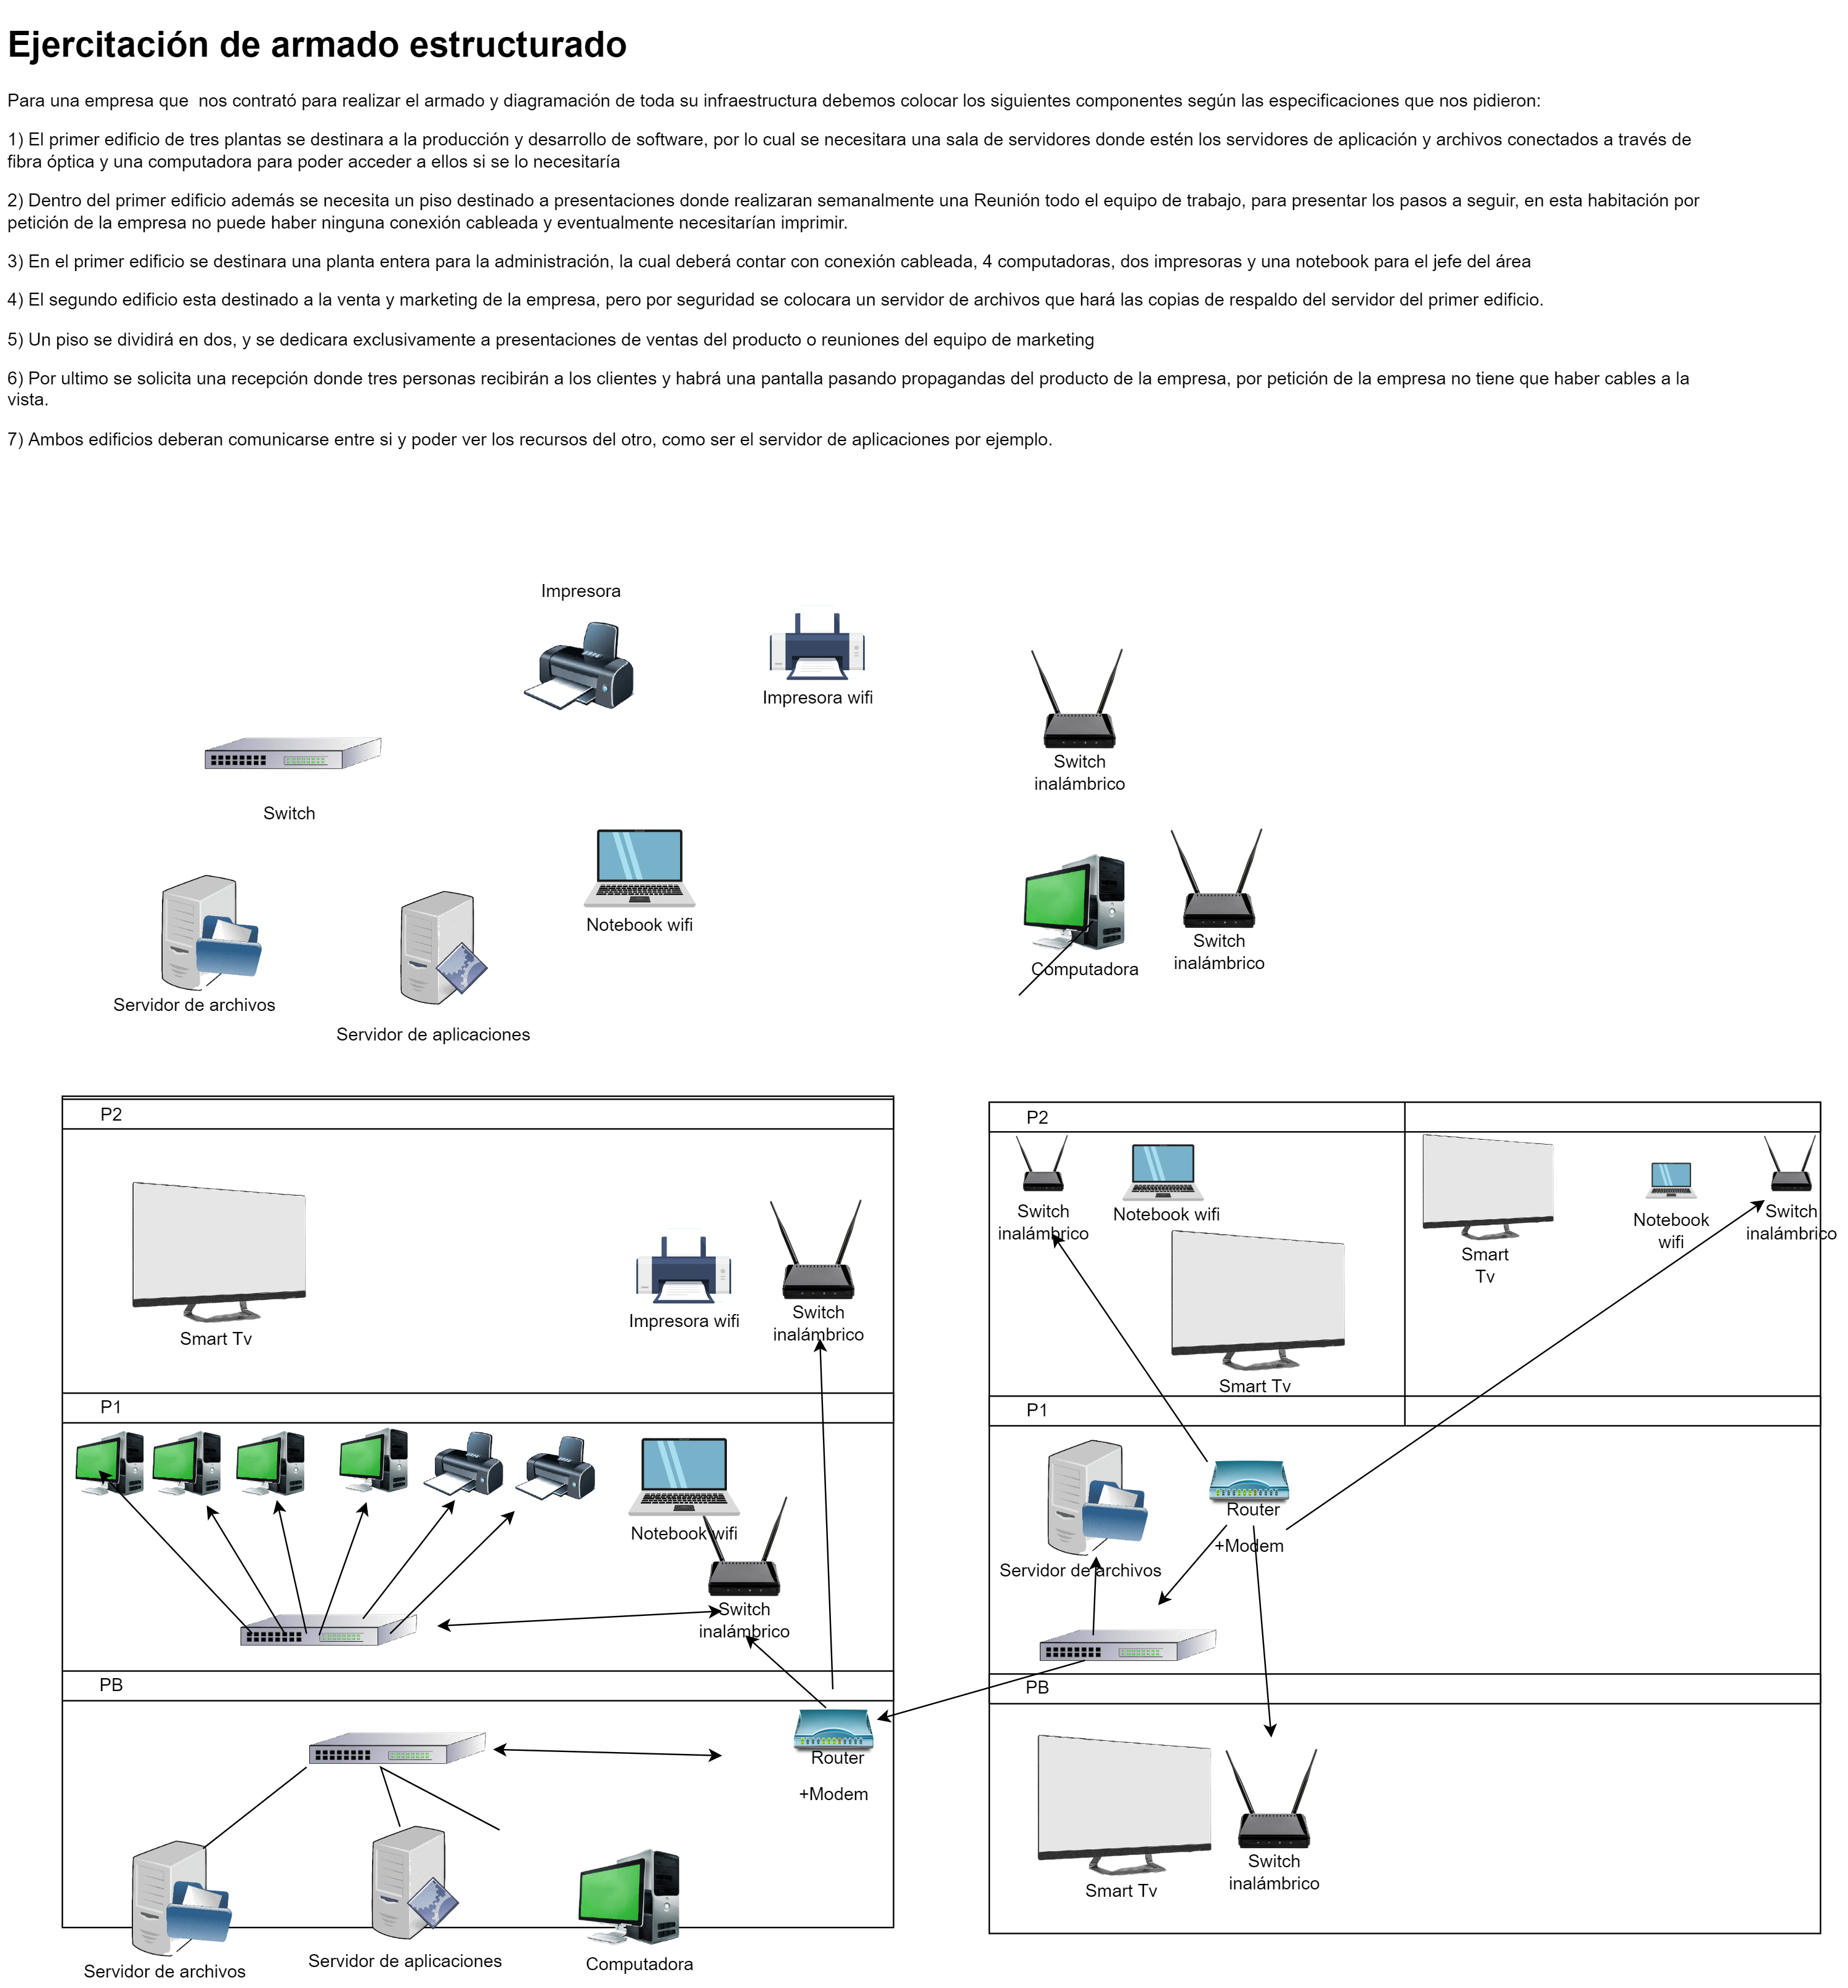 Ejercitación de armado estructurado
Para una empresa que  nos contrató para realizar el armado y diagramación de toda su infraestructura debemos colocar los siguientes componentes según las especificaciones que nos pidieron:
1) El primer edificio de tres plantas se destinara a la producción y desarrollo de software, por lo cual se necesitara una sala de servidores donde estén los servidores de aplicación y archivos conectados a través de
fibra óptica y una computadora para poder acceder a ellos si se lo necesitaría
2) Dentro del primer edificio además se necesita un piso destinado a presentaciones donde realizaran semanalmente una Reunión todo el equipo de trabajo, para presentar los pasos a seguir, en esta habitación por
petición de la empresa no puede haber ninguna conexión cableada y eventualmente necesitarían imprimir.
3) En el primer edificio se destinara una planta entera para la administración, la cual deberá contar con conexión cableada, 4 computadoras, dos impresoras y una notebook para el jefe del área
4) El segundo edificio esta destinado a la venta y marketing de la empresa, pero por seguridad se colocara un servidor de archivos que hará las copias de respaldo del servidor del primer edificio.
5) Un piso se dividirá en dos, y se dedicara exclusivamente a presentaciones de ventas del producto o reuniones del equipo de marketing
6) Por ultimo se solicita una recepción donde tres personas recibirán a los clientes y habrá una pantalla pasando propagandas del producto de la empresa, por petición de la empresa no tiene que haber cables a la
vista.
7) Ambos edificios deberan comunicarse entre si y poder ver los recursos del otro, como ser el servidor de aplicaciones por ejemplo.
Impresora
Impresora wifi
Switch
inalámbrico
Switch
Notebook wifi
Computadora
Switch
inalámbrico
Servidor de archivos
Servidor de aplicaciones
P2
Smart Tv
Impresora wifi
Switch
inalámbrico
P1
Notebook wifi
Switch
inalámbrico
PB
Router
+Modem
Servidor de archivos
Servidor de aplicaciones
Computadora
P2
Switch
inalámbrico
Notebook wifi
Smart Tv
Smart
Tv
Notebook
wifi
Switch
inalámbrico
P1
Servidor de archivos
Router
+Modem
PB
Smart Tv
Switch
inalámbrico